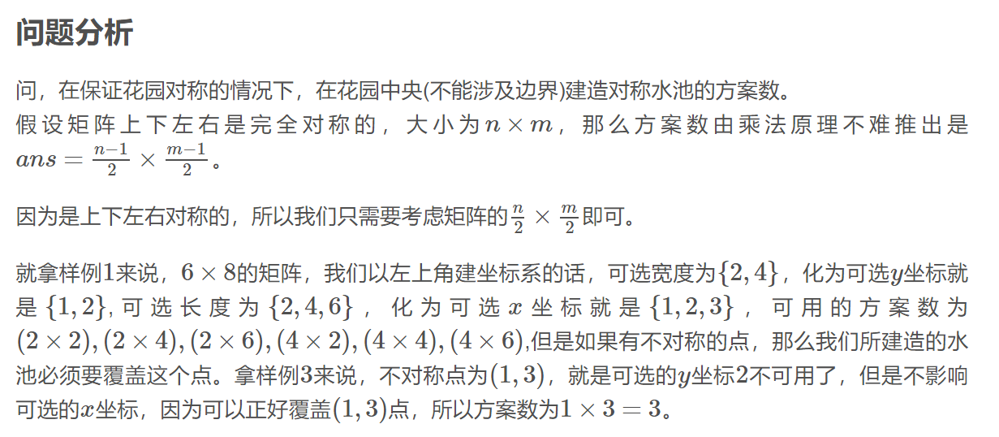 问题分析
问，在保证花园对称的情况下，在花园中央(不能涉及边界)建造对称水池的方案数。
假设矩阵上下左右是完全对称的，大小为n × m，那么方案数由乘法原理不难推出是
ans = \frac{n−1}{2} × \frac{m−1}{2}。
因为是上下左右对称的，所以我们只需要考虑矩阵的\frac{n}{2} × \frac{m}{2}即可。
就拿样例1来说，6 × 8的矩阵，我们以左上角建坐标系的话，可选宽度为{2, 4}，化为可选y坐标就
是{1, 2},可选长度为{2, 4, 6}，化为可选x坐标就是{1, 2, 3}，可用的方案数为
(2 × 2), (2 × 4), (2 × 6), (4 × 2), (4 × 4), (4 × 6),但是如果有不对称的点，那么我们所建造的水
池必须要覆盖这个点。拿样例3来说，不对称点为(1, 3)，就是可选的y坐标2不可用了，但是不影响
可选的x坐标，因为可以正好覆盖(1, 3)点，所以方案数为1 × 3 = 3。